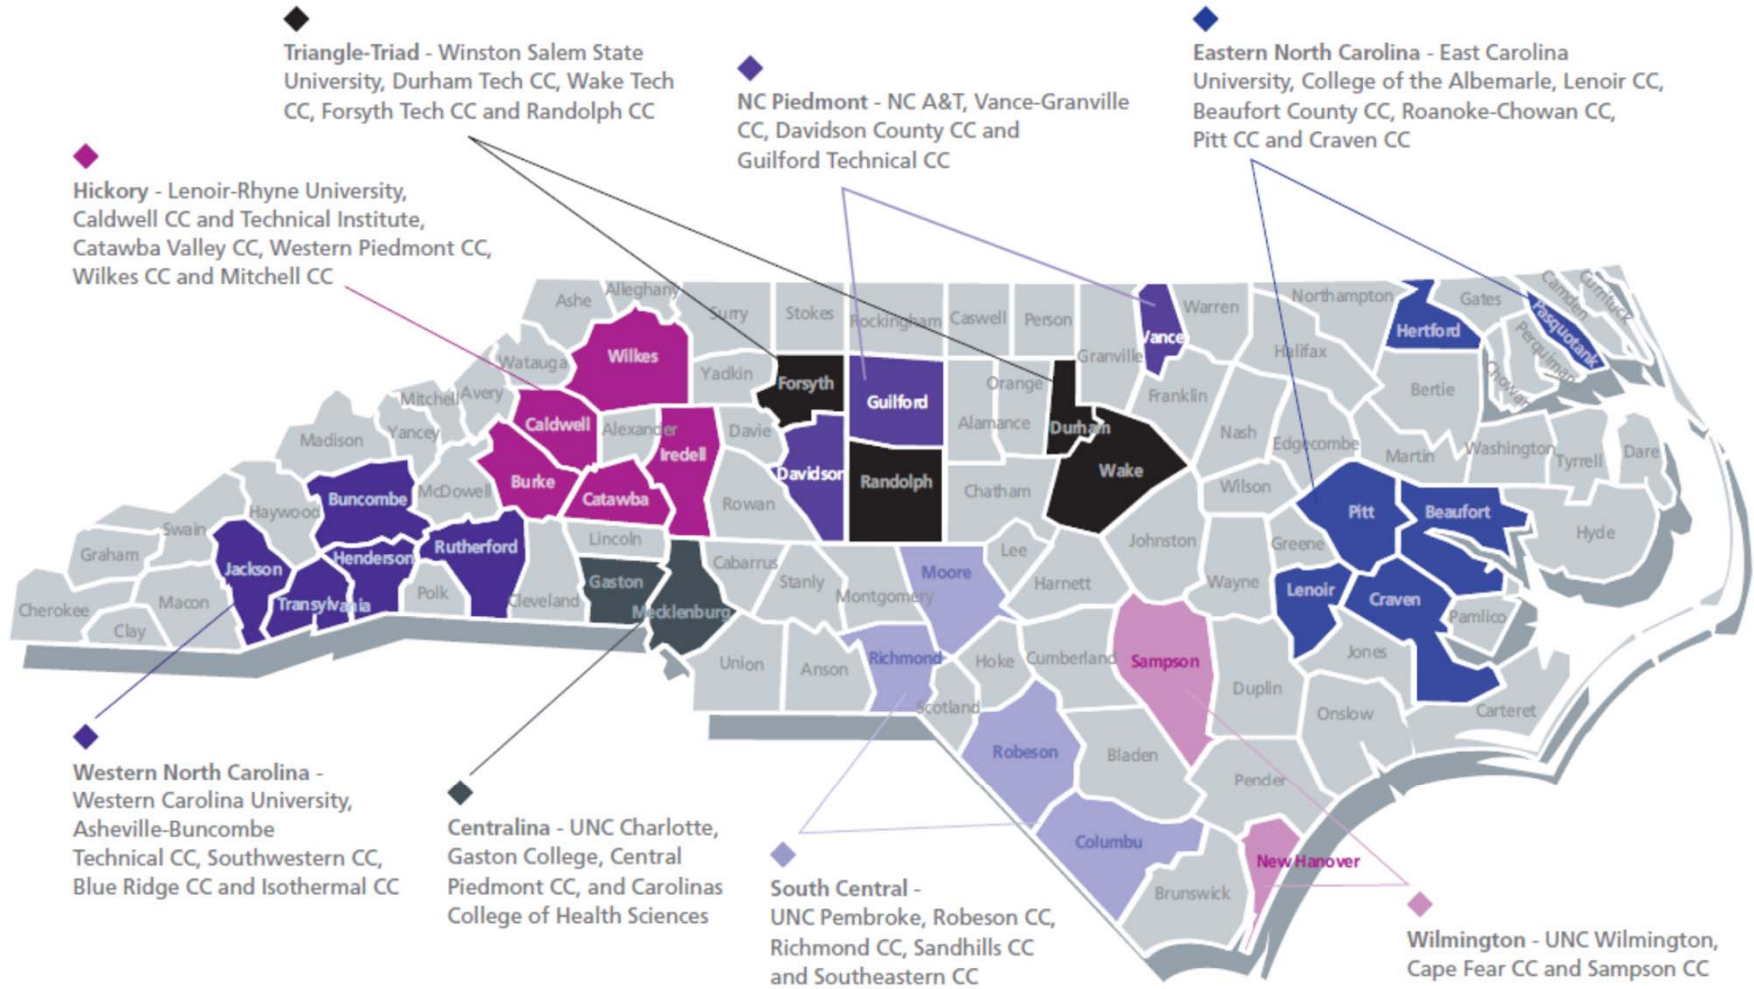 Triangle-Triad - Winston Salem State
University, Durham Tech CC, Wake Tech
CC, Forsyth Tech CC and Randolph CC
NC Piedmont - NC A&T, Vance-Granville
CC, Davidson County CC and
Guilford Technical CC
Eastern North Carolina - East Carolina
University, College of the Albemarle, Lenoir CC,
Beaufort County CC, Roanoke-Chowan CC,
Pitt CC and Craven CC
Hickory - Lenoir-Rhyne University,
Caldwell CC and Technical Institute,
Catawba Valley CC, Western Piedmont CC,
Wilkes CC and Mitchell CC
Ashe
Alleghany
Surry
Stokes
Rockingham
Caswell
Person
Granville
Vance
Warren
Northampton
Hertford
Gates
Camden
Currituck
Pasquotank
Perquiman
Chowan
Halifax
Bertie
Watauga
Wilkes
Yadkin
Forsyth
Guilford
Orange
Alamance
Durham
Franklin
Nash
Edgecombe
Martin
Washington
Tyrrell
Dare
Mitchell
Avery
Yancey
Madison
Caldwell
Alexander
Iredell
Davie
Davidson
Randolph
Chatham
Wake
Wilson
Pitt
Beaufort
Hyde
Buncombe
McDowell
Burke
Catawba
Rowan
Haywood
Swain
Graham
Jackson
Henderson
Rutherford
Lincoln
Gaston
Mecklenburg
Cabarrus
Stanly
Montgomery
Moore
Lee
Harnett
Johnston
Wayne
Greene
Lenoir
Craven
Pamlico
Cherokee
Macon
Clay
Transylvania
Polk
Cleveland
Union
Anson
Richmond
Scotland
Hoke
Cumberland
Sampson
Duplin
Jones
Onslow
Carteret
Robeson
Bladen
Pender
Columbu
Brunswick
New Hanover
Western North Carolina -
Western Carolina University,
Asheville-Buncombe
Technical CC, Southwestern CC,
Blue Ridge CC and Isothermal CC
Centralina - UNC Charlotte,
Gaston College, Central
Piedmont CC, and Carolinas
College of Health Sciences
South Central -
UNC Pembroke, Robeson CC,
Richmond CC, Sandhills CC
and Southeastern CC
Wilmington - UNC Wilmington,
Cape Fear CC and Sampson CC